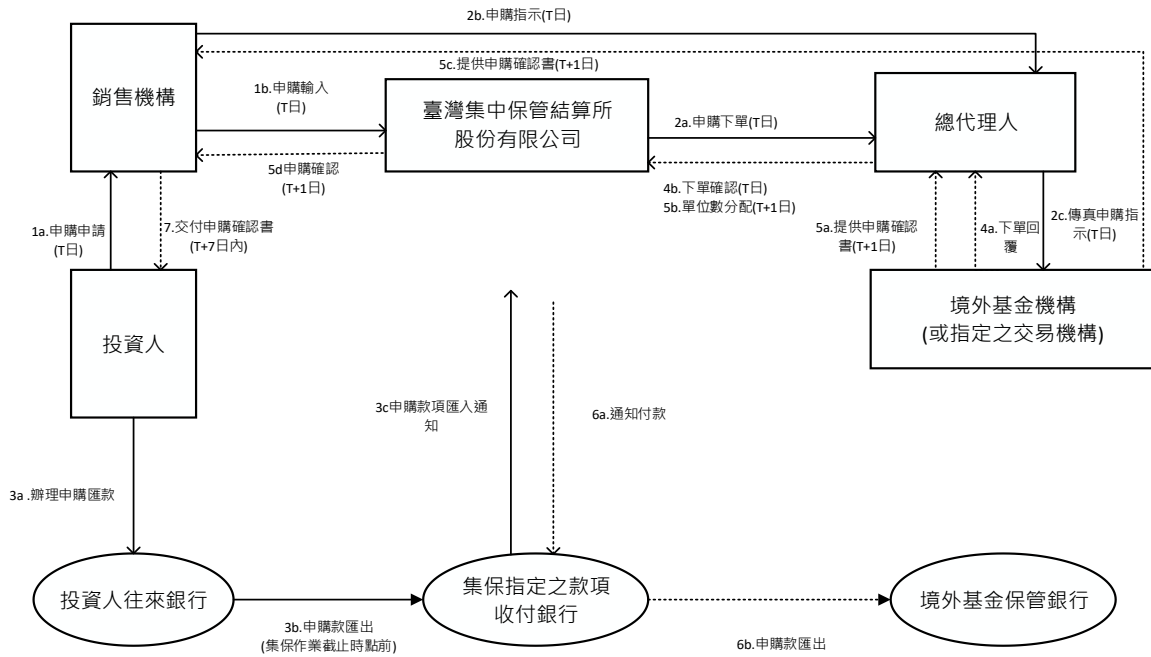 2b.申購指示(T日)
5c.提供申購確認書(T+1日)
銷售機構
1b.申購輸入
(T日)
臺灣集中保管結算所
股份有限公司
2a.申購下單(T日)
總代理人
5d申購確認
(T+1日)
4b.下單確認(T日)
5b.單位數分配(T+1日)
1a.申購申請
(T日)
7.交付申購確認書
(T+7日內)
5a.提供申購確認
書(T+1日)
4a.下單回
覆
2c.傳真申購指
示(T日)
投資人
境外基金機構
(或指定之交易機構)
3c申購款項匯入通
知
6a.通知付款
3a .辦理申購匯款
投資人往來銀行
集保指定之款項
收付銀行
境外基金保管銀行
3b.申購款匯出
(集保作業截止時點前)
6b.申購款匯出